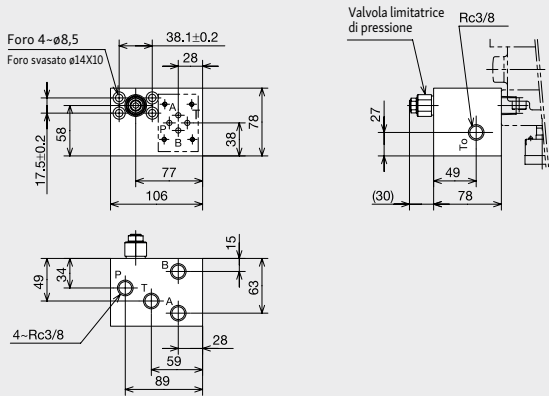 Foro 4~ø8,5
Foro svasato ø14X10
38.1±0.2
28
A
T
P
B
17.5±0.2
58
38
78
77
106
Valvola limitatrice
di pressione
Rc3/8
27
To
49
(30)
78
15
B
P
T
A
49
34
63
4~Rc3/8
28
59
89